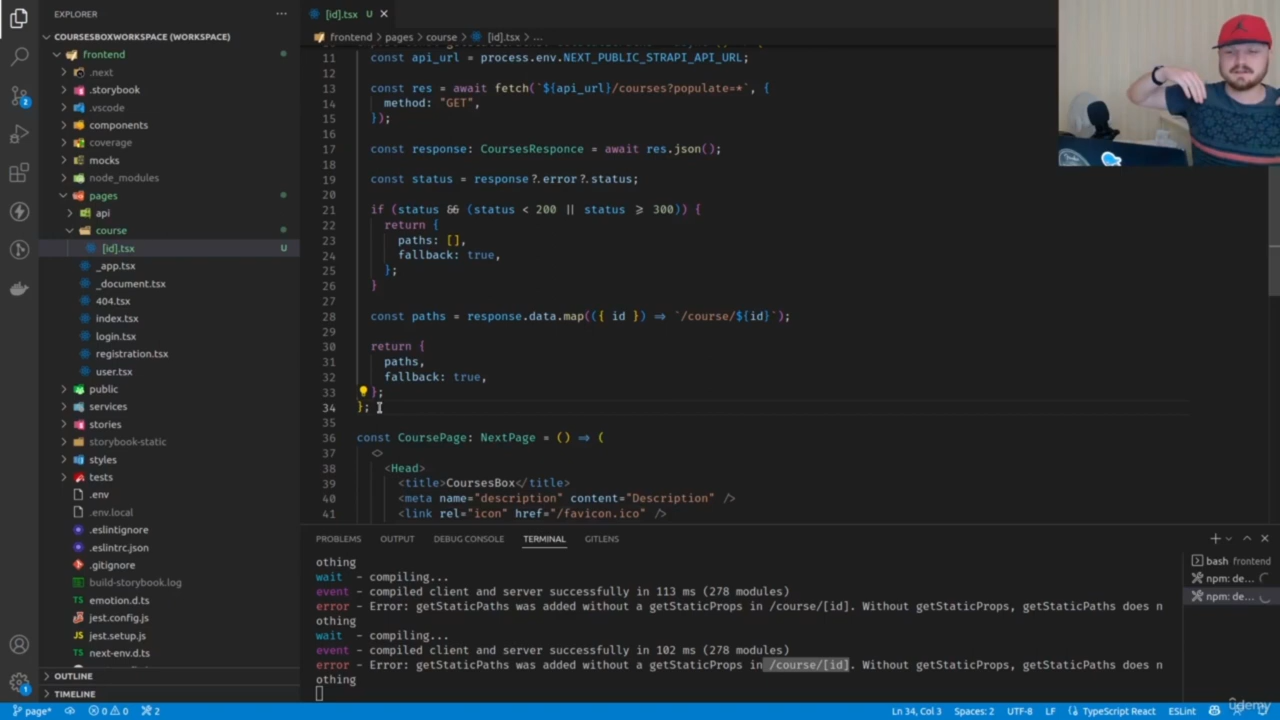 EXPLORER
COURSESBOXWORKSPACE (WORKSPACE)
frontend
.next
.storybook
.vscode
components
coverage
mocks
node_modules
pages
api
course
[id].tsx U
_app.tsx
_document.tsx
404.tsx
index.tsx
login.tsx
registration.tsx
user.tsx
public
services
stories
storybook-static
styles
tests
.env
.env.local
.eslintignore
.eslintrc.json
.gitignore
build-storybook.log
emotion.d.ts
jest.config.js
jest.setup.js
next-env.d.ts
OUTLINE
TIMELINE
[id].tsx U
frontend > pages > course > [id].tsx > ...
11 const api_url = process.env.NEXT_PUBLIC_STRAPI_API_URL;
12
13 const res = await fetch(`${api_url}/courses?populate=*`, {
14 method: "GET",
15 });
16
17 const response: CoursesResponce = await res.json();
18
19 const status = response?.error?.status;
20
21 if (status && (status < 200 || status ≥ 300)) {
22 return {
23 paths: [],
24 fallback: true,
25 };
26 }
28 const paths = response.data.map(({ id }) ⇒ `/course/${id}`);
29
30 return {
31 paths,
32 fallback: true,
33 };
34 };
35
36 const CoursePage: NextPage = () ⇒ (
37 <>
38 <Head>
39 <title>CoursesBox</title>
40 <meta name="description" content="Description" />
41 <link rel="icon" href="/favicon.ico" />
PROBLEMS OUTPUT DEBUG CONSOLE TERMINAL GITLENS
othing
wait - compiling...
event - compiled client and server successfully in 113 ms (278 modules)
error - Error: getStaticPaths was added without a getStaticProps in /course/[id]. Without getStaticProps, getStaticPaths does n
othing
wait - compiling...
event - compiled client and server successfully in 102 ms (278 modules)
error - Error: getStaticPaths was added without a getStaticProps in /course/[id]. Without getStaticProps, getStaticPaths does n
othing
bash frontend
npm: de...
npm: de...
page* 0 0 2
Ln 34, Col 3 Spaces: 2 UTF-8 LF TypeScript React ESLint
udemy